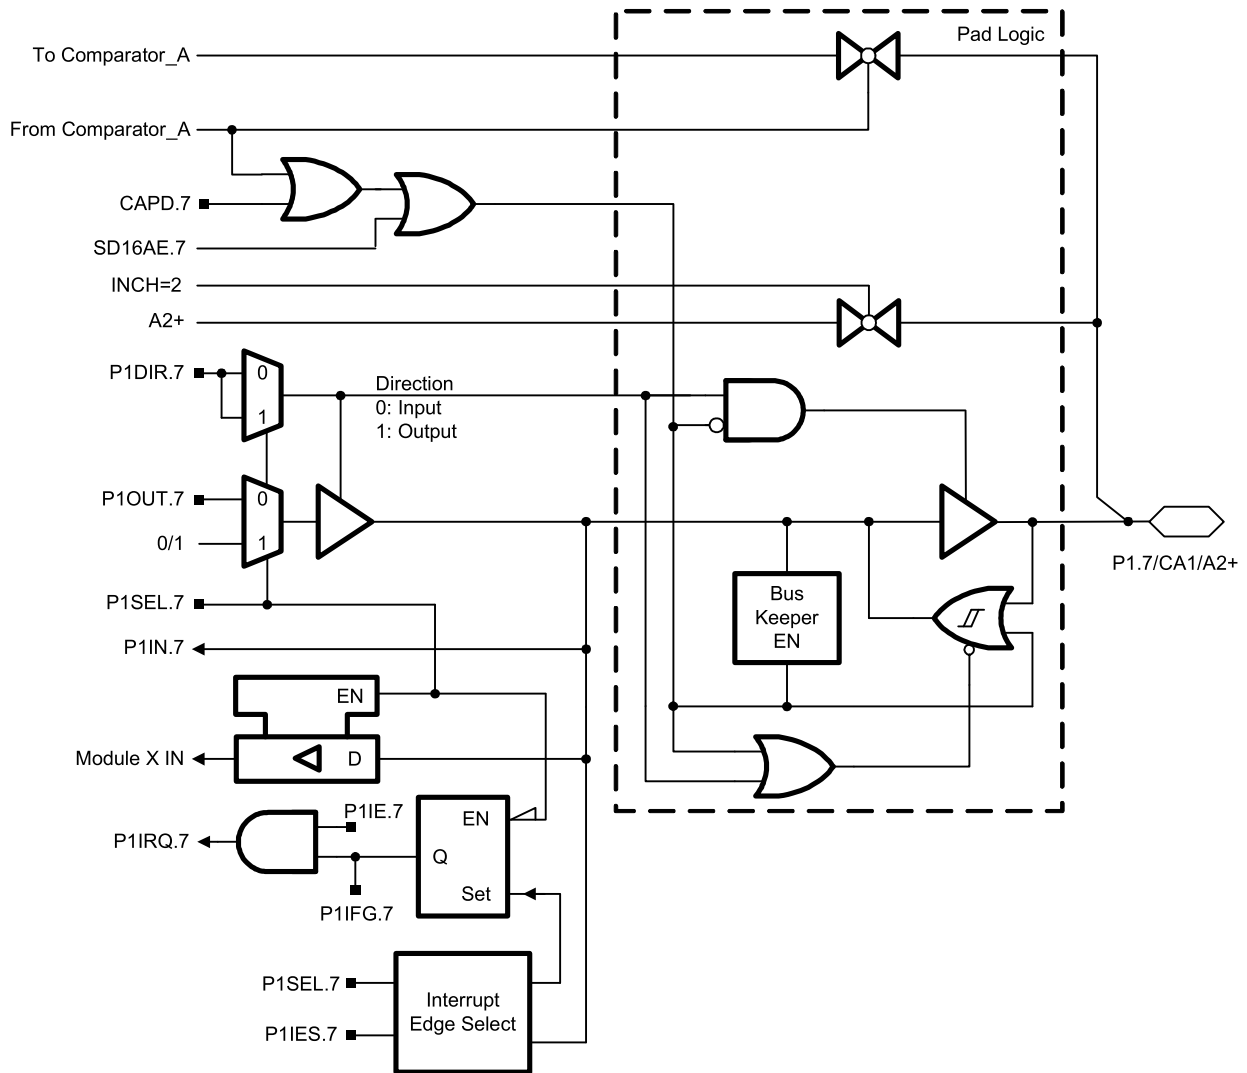 Pad Logic
To Comparator_A
From Comparator_A
CAPD.7
SD16AE.7
INCH=2
A2+
P1DIR.7
0
1
Direction
0: Input
1: Output
P1OUT.7
0
0/1
1
P1.7/CA1/A2+
P1SEL.7
Bus
Keeper
EN
P1IN.7
EN
Module X IN
D
P1IE.7
EN
P1IRQ.7
Q
Set
P1IFG.7
P1SEL.7
Interrupt
Edge Select
P1IES.7